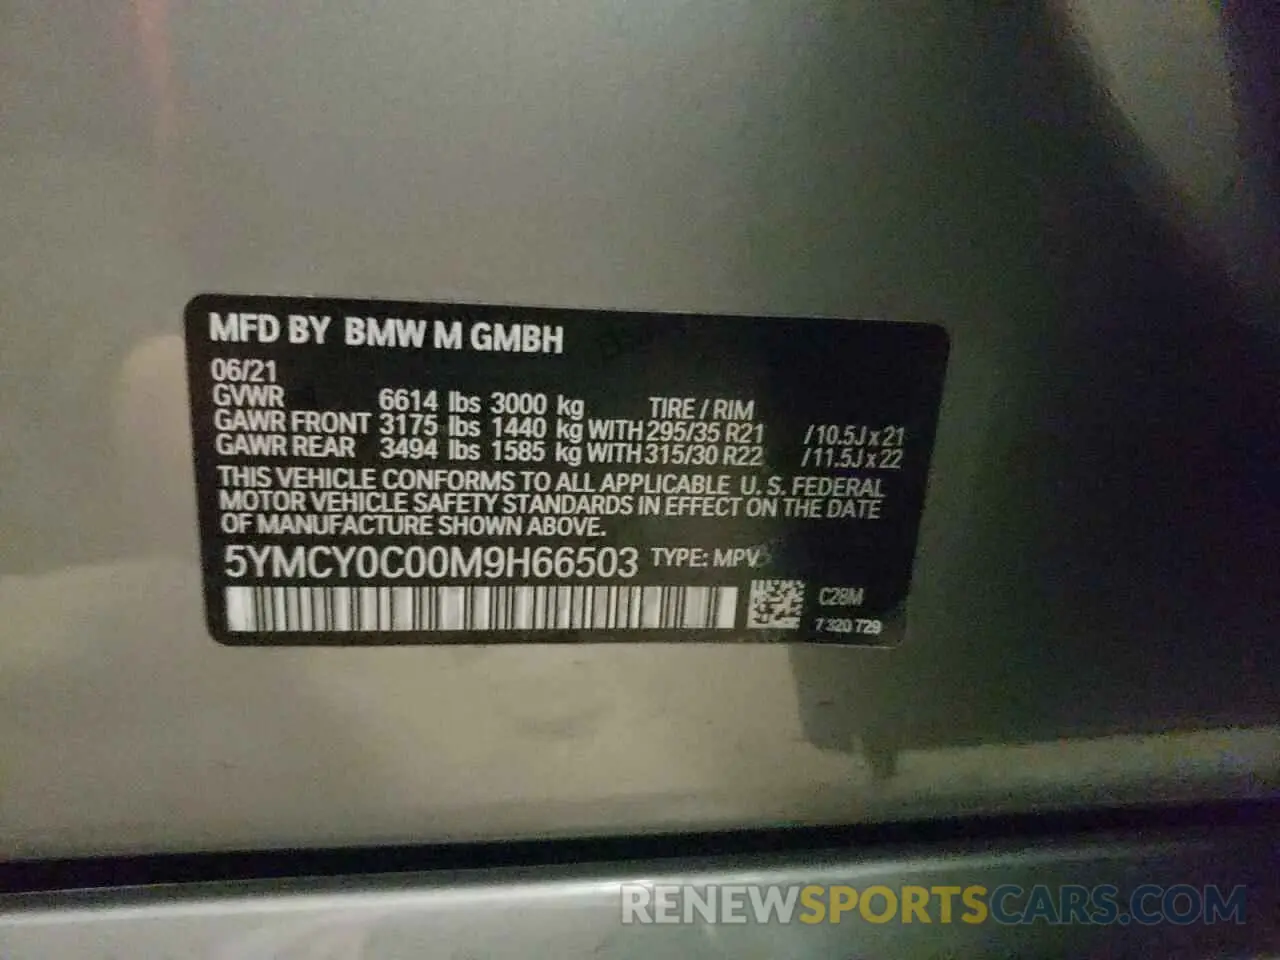 MFD BY BMW M GMBH
06/21
GVWR 6614 lbs 3000 kg TIRE / RIM
GAWR FRONT 3175 lbs 1440 kg WITH 295/35 R21 /10.5J x 21
GAWR REAR 3494 lbs 1585 kg WITH 315/30 R22 /11.5J x 22
THIS VEHICLE CONFORMS TO ALL APPLICABLE U.S. FEDERAL
MOTOR VEHICLE SAFETY STANDARDS IN EFFECT ON THE DATE
OF MANUFACTURE SHOWN ABOVE.
5YMCY0C00M9H66503 TYPE: MPV
C28M
7 320 729
RENEWSPORTSCARS.COM